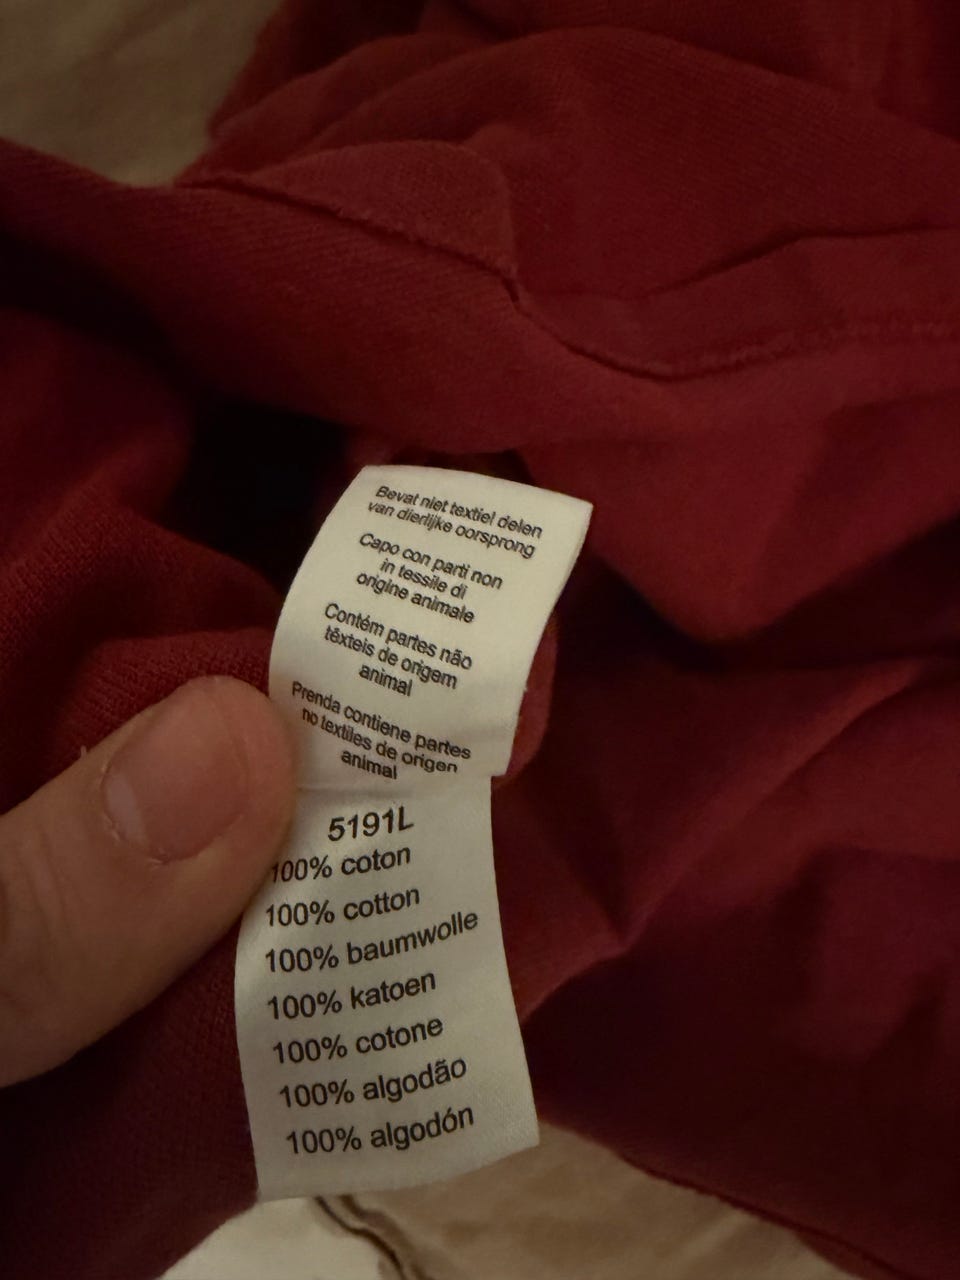 Bevat niet textiel delen
van dierlijke oorsprong
Capo con parti non
in tessile di
origine animale
Contém partes não
têxteis de origem
animal
Prenda contiene partes
no textiles de origen
animal
5191L
100% coton
100% cotton
100% baumwolle
100% katoen
100% cotone
100% algodão
100% algodón